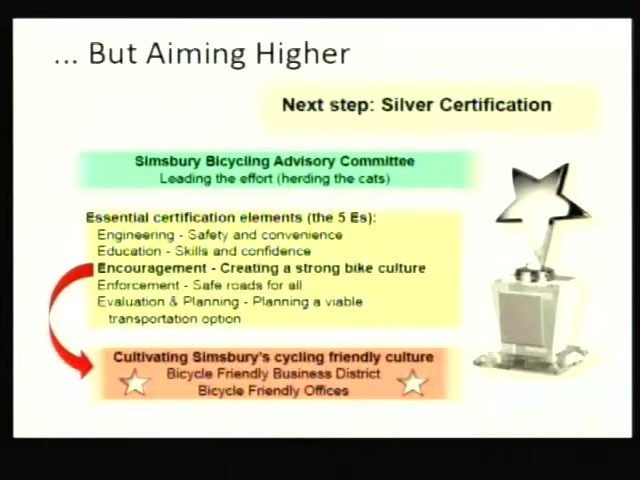 ... But Aiming Higher
Next step: Silver Certification
Simsbury Bicycling Advisory Committee
Leading the effort (herding the cats)
Essential certification elements (the 5 Es):
Engineering - Safety and convenience
Education - Skills and confidence
Encouragement - Creating a strong bike culture
Enforcement - Safe roads for all
Evaluation & Planning - Planning a viable
transportation option
Cultivating Simsbury's cycling friendly culture
Bicycle Friendly Business District
Bicycle Friendly Offices